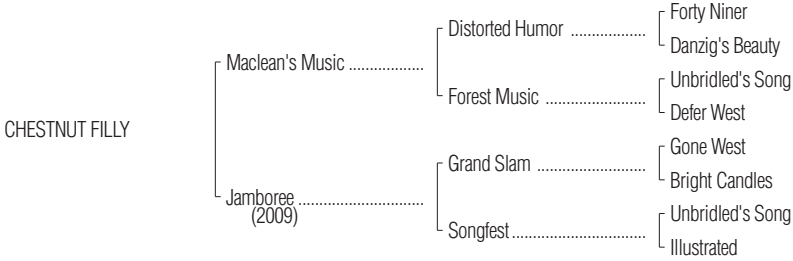 Forty Niner
Distorted Humor ..................
Danzig's Beauty
Maclean's Music ..................
Unbridled's Song
Forest Music ........................
Defer West
CHESTNUT FILLY
Gone West
Grand Slam ..........................
Bright Candles
Jamboree ..............................
(2009)
Unbridled's Song
Songfest................................
Illustrated